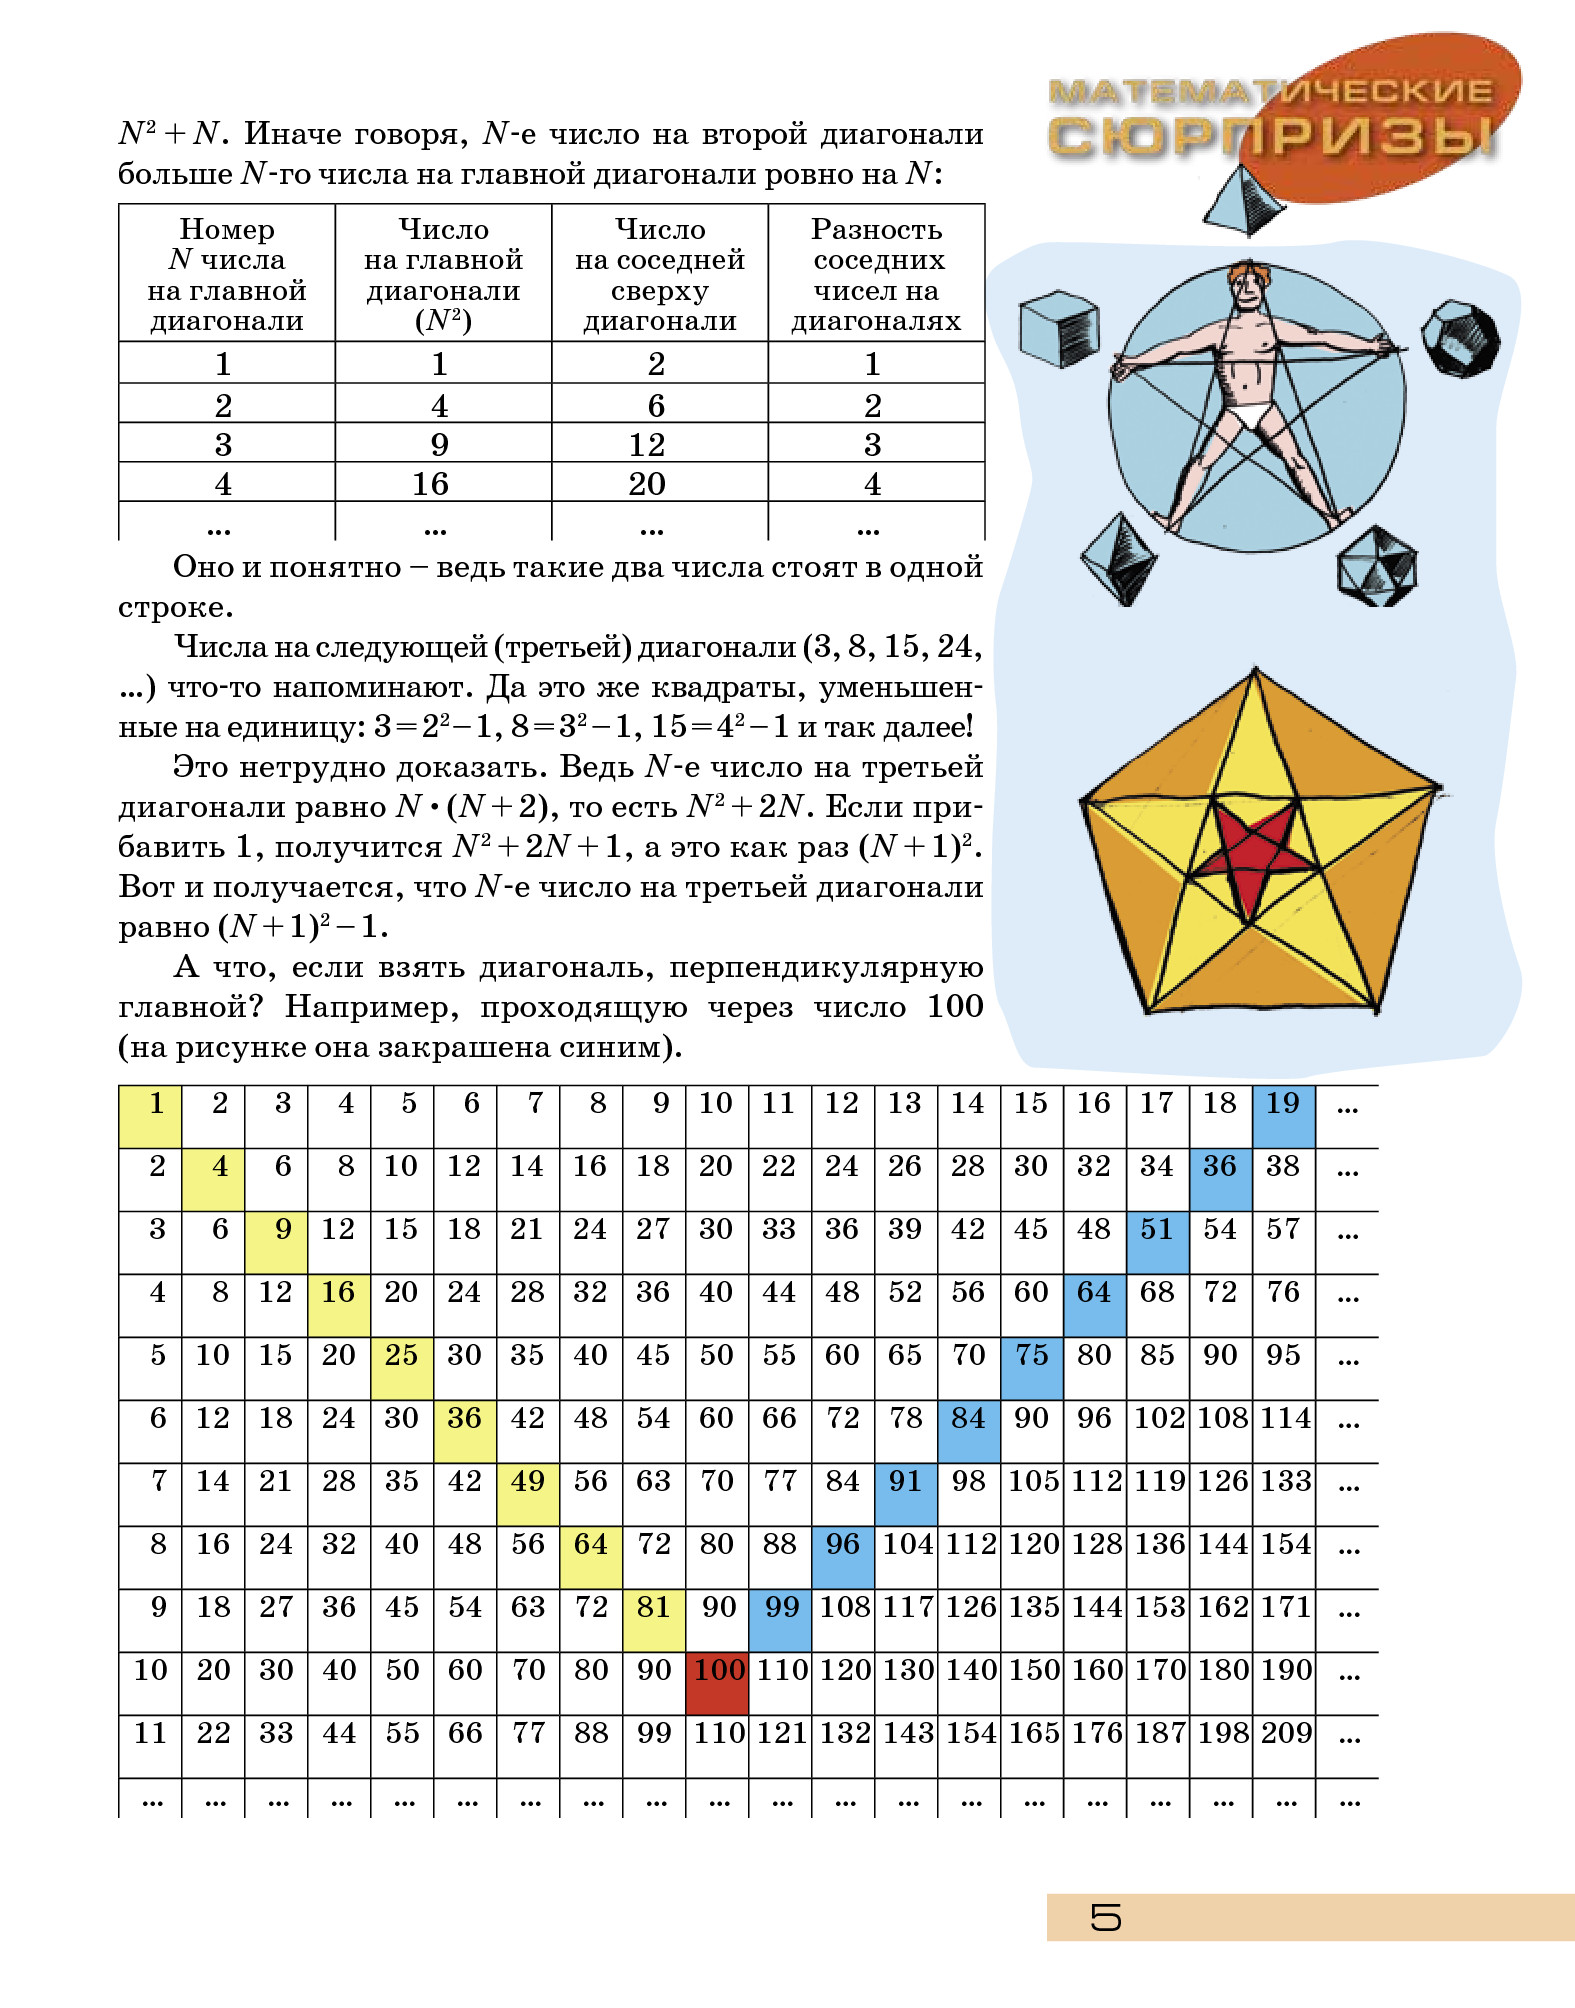 МАТЕМАТИЧЕСКИЕ
СЮРПРИЗЫ
N² + N. Иначе говоря, N-е число на второй диагонали
больше N-го числа на главной диагонали ровно на N:
Номер N числа на главной диагонали | Число на главной диагонали (N²) | Число на соседней сверху диагонали | Разность соседних чисел на диагоналях
1 1 2 1
2 4 6 2
3 9 12 3
4 16 20 4
... ... ... ...
Оно и понятно – ведь такие два числа стоят в одной
строке.
Числа на следующей (третьей) диагонали (3, 8, 15, 24,
...) что-то напоминают. Да это же квадраты, уменьшен-
ные на единицу: 3=2²–1, 8=3²–1, 15=4²–1 и так далее!
Это нетрудно доказать. Ведь N-е число на третьей
диагонали равно N·(N+2), то есть N²+2N. Если при-
бавить 1, получится N²+2N+1, а это как раз (N+1)².
Вот и получается, что N-е число на третьей диагонали
равно (N+1)²–1.
А что, если взять диагональ, перпендикулярную
главной? Например, проходящую через число 100
(на рисунке она закрашена синим).
1 2 3 4 5 6 7 8 9 10 11 12 13 14 15 16 17 18 19 ...
2 4 6 8 10 12 14 16 18 20 22 24 26 28 30 32 34 36 38 ...
3 6 9 12 15 18 21 24 27 30 33 36 39 42 45 48 51 54 57 ...
4 8 12 16 20 24 28 32 36 40 44 48 52 56 60 64 68 72 76 ...
5 10 15 20 25 30 35 40 45 50 55 60 65 70 75 80 85 90 95 ...
6 12 18 24 30 36 42 48 54 60 66 72 78 84 90 96 102 108 114 ...
7 14 21 28 35 42 49 56 63 70 77 84 91 98 105 112 119 126 133 ...
8 16 24 32 40 48 56 64 72 80 88 96 104 112 120 128 136 144 154 ...
9 18 27 36 45 54 63 72 81 90 99 108 117 126 135 144 153 162 171 ...
10 20 30 40 50 60 70 80 90 100 110 120 130 140 150 160 170 180 190 ...
11 22 33 44 55 66 77 88 99 110 121 132 143 154 165 176 187 198 209 ...
... ... ... ... ... ... ... ... ... ... ... ... ... ... ... ... ... ... ... ...
5